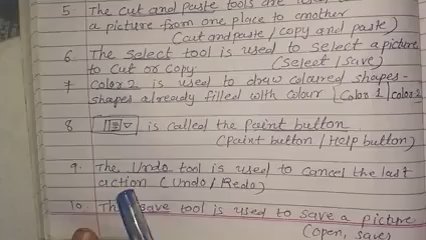 5. The cut and paste tools are
a picture from one place to another
(cut and paste / copy and paste)
6. The Select tool is used to select a picture
to Cut or Copy. (Select / Save)
7 Color 2 is used to draw coloured shapes-
shapes already filled with colour (Color 1 / color 2
8 is called the Paint button.
(Paint button / Help button)
9. The Undo tool is used to cancel the last
action (Undo / Redo)
10. The save tool is used to save a picture.
(open, save